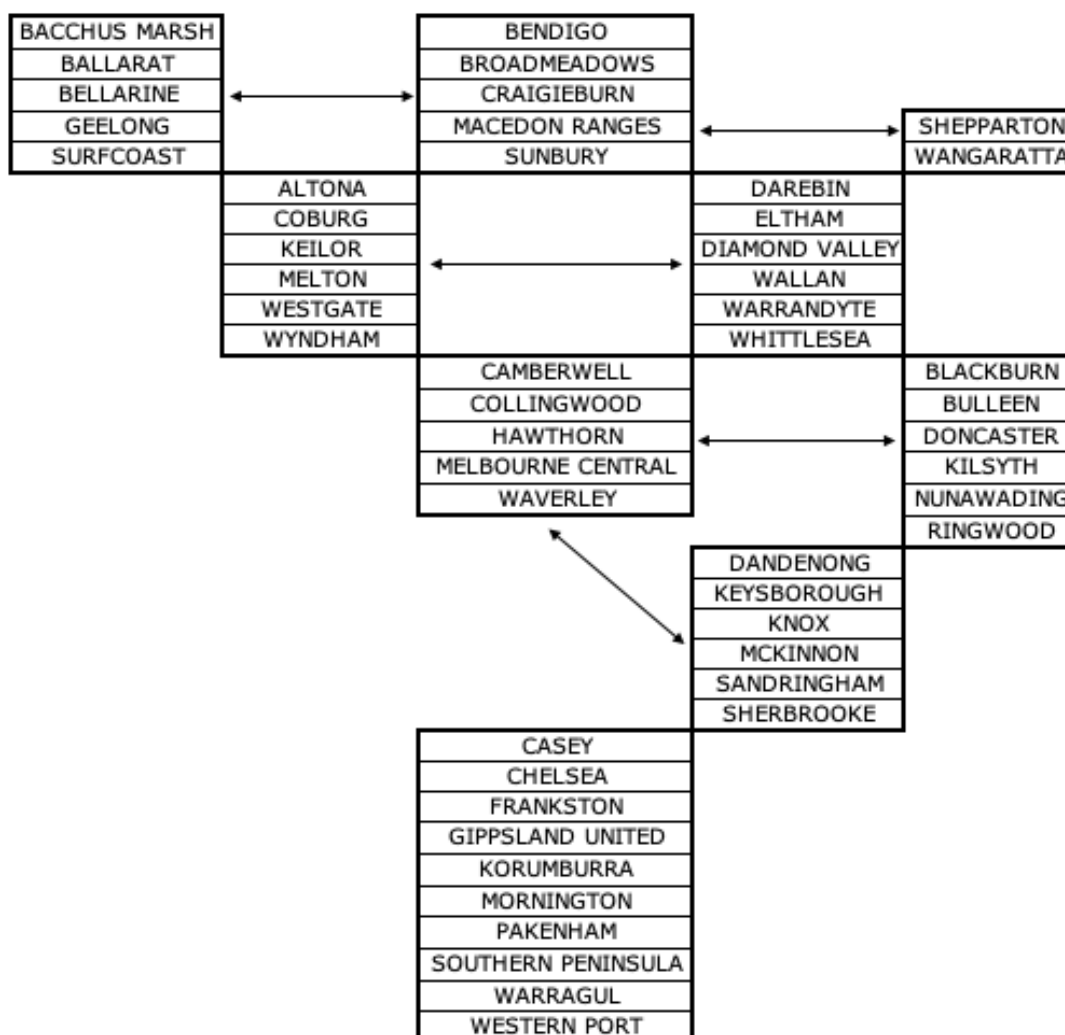 BACCHUS MARSH
BALLARAT
BELLARINE
GEELONG
SURFCOAST
BENDIGO
BROADMEADOWS
CRAIGIEBURN
MACEDON RANGES
SUNBURY
SHEPPARTON
WANGARATTA
ALTONA
COBURG
KEILOR
MELTON
WESTGATE
WYNDHAM
DAREBIN
ELTHAM
DIAMOND VALLEY
WALLAN
WARRANDYTE
WHITTLESEA
CAMBERWELL
COLLINGWOOD
HAWTHORN
MELBOURNE CENTRAL
WAVERLEY
BLACKBURN
BULLEEN
DONCASTER
KILSYTH
NUNAWADING
RINGWOOD
DANDENONG
KEYSBOROUGH
KNOX
MCKINNON
SANDRINGHAM
SHERBROOKE
CASEY
CHELSEA
FRANKSTON
GIPPSLAND UNITED
KORUMBURRA
MORNINGTON
PAKENHAM
SOUTHERN PENINSULA
WARRAGUL
WESTERN PORT